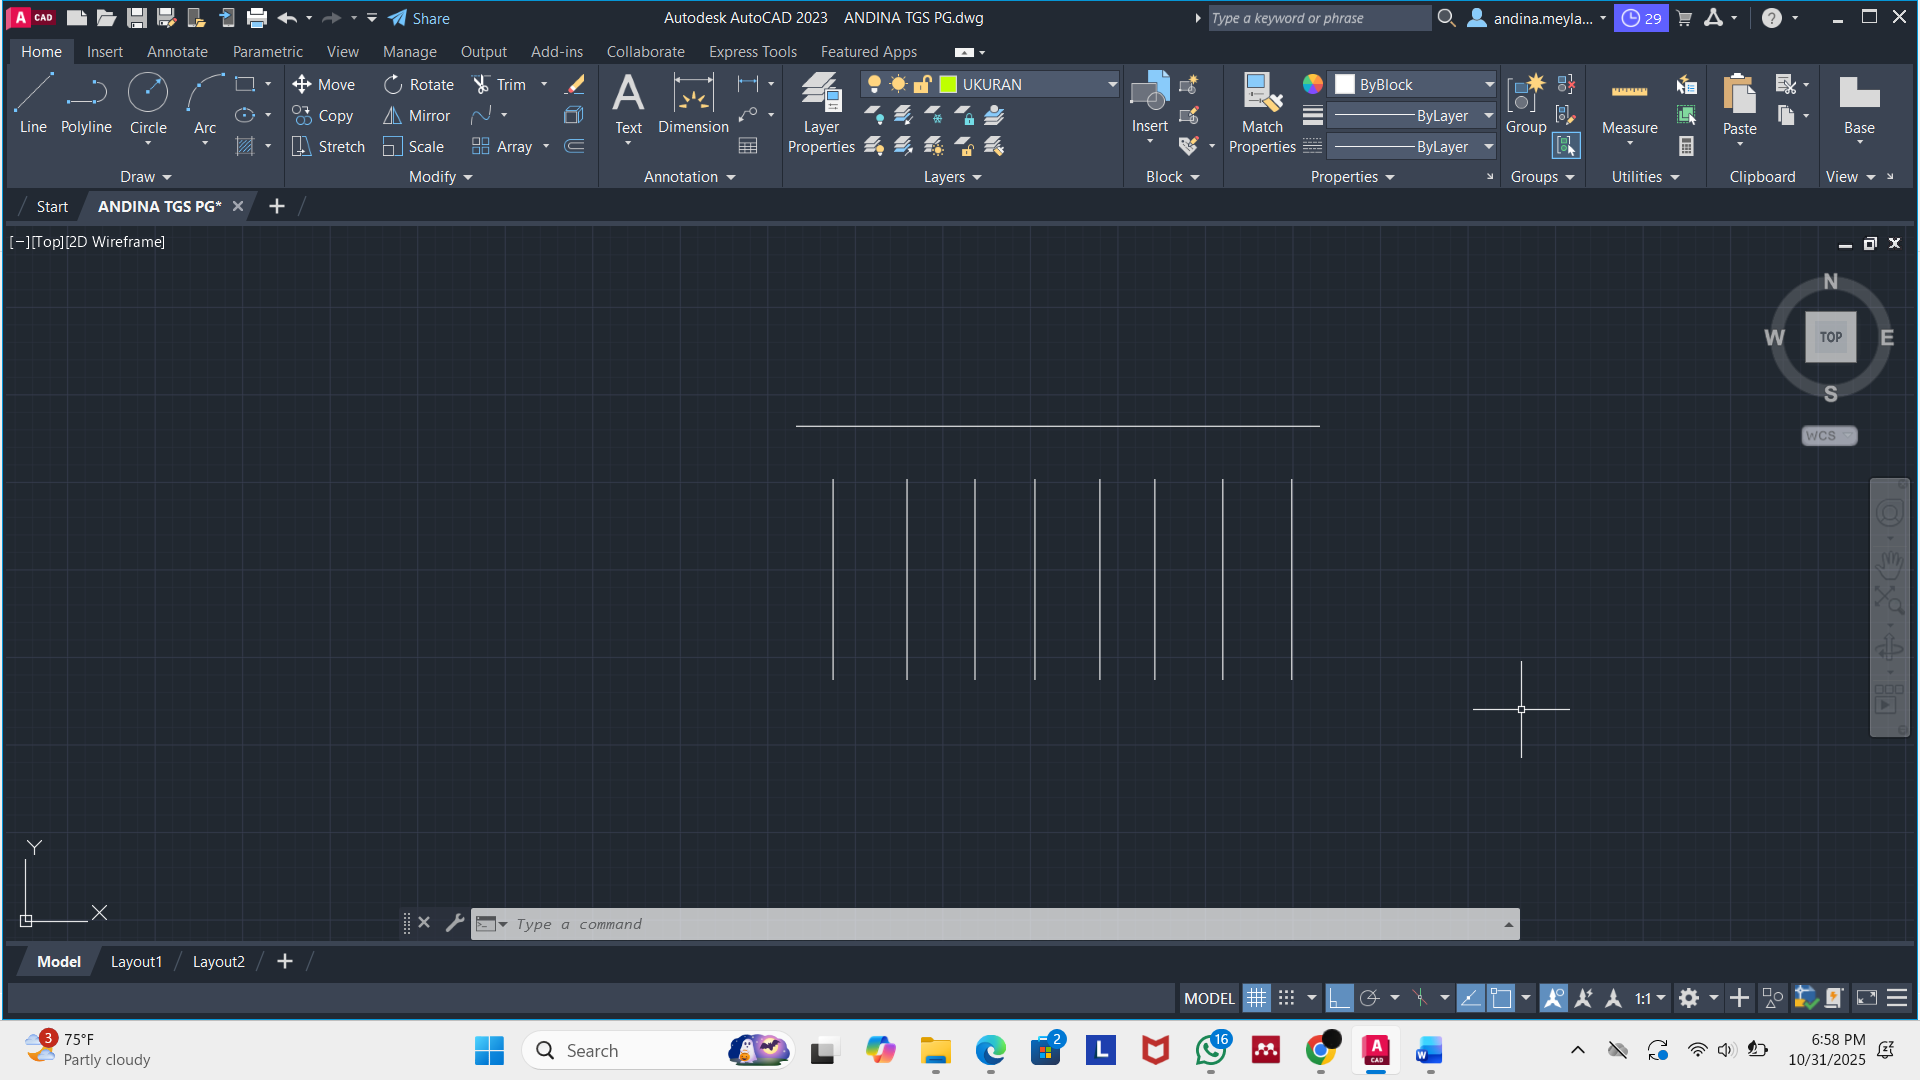 A CAD Share Autodesk AutoCAD 2023 ANDINA TGS PG.dwg Type a keyword or phrase andina.meyla... 29 ?
Home Insert Annotate Parametric View Manage Output Add-ins Collaborate Express Tools Featured Apps
Line Polyline Circle Arc
Move Rotate Trim
Copy Mirror
Stretch Scale Array
Text Dimension
Layer Properties
UKURAN
Insert
Match Properties
ByBlock
ByLayer
ByLayer
Group
Measure
Paste
Base
Draw Modify Annotation Layers Block Properties Groups Utilities Clipboard View
Start ANDINA TGS PG*
[−][Top][2D Wireframe]
N
W TOP E
S
WCS
Y
X
Type a command
Model Layout1 Layout2
MODEL 1:1
3 75°F
Partly cloudy
Search
2
L
16
A CAD
W
6:58 PM
10/31/2025